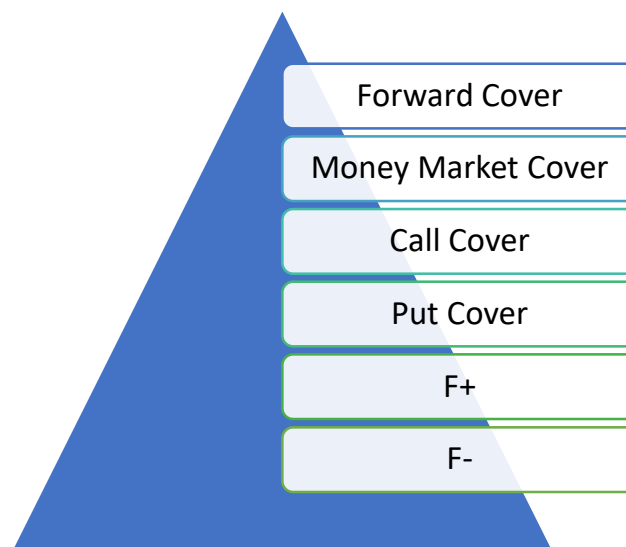 Forward Cover
Money Market Cover
Call Cover
Put Cover
F+
F-